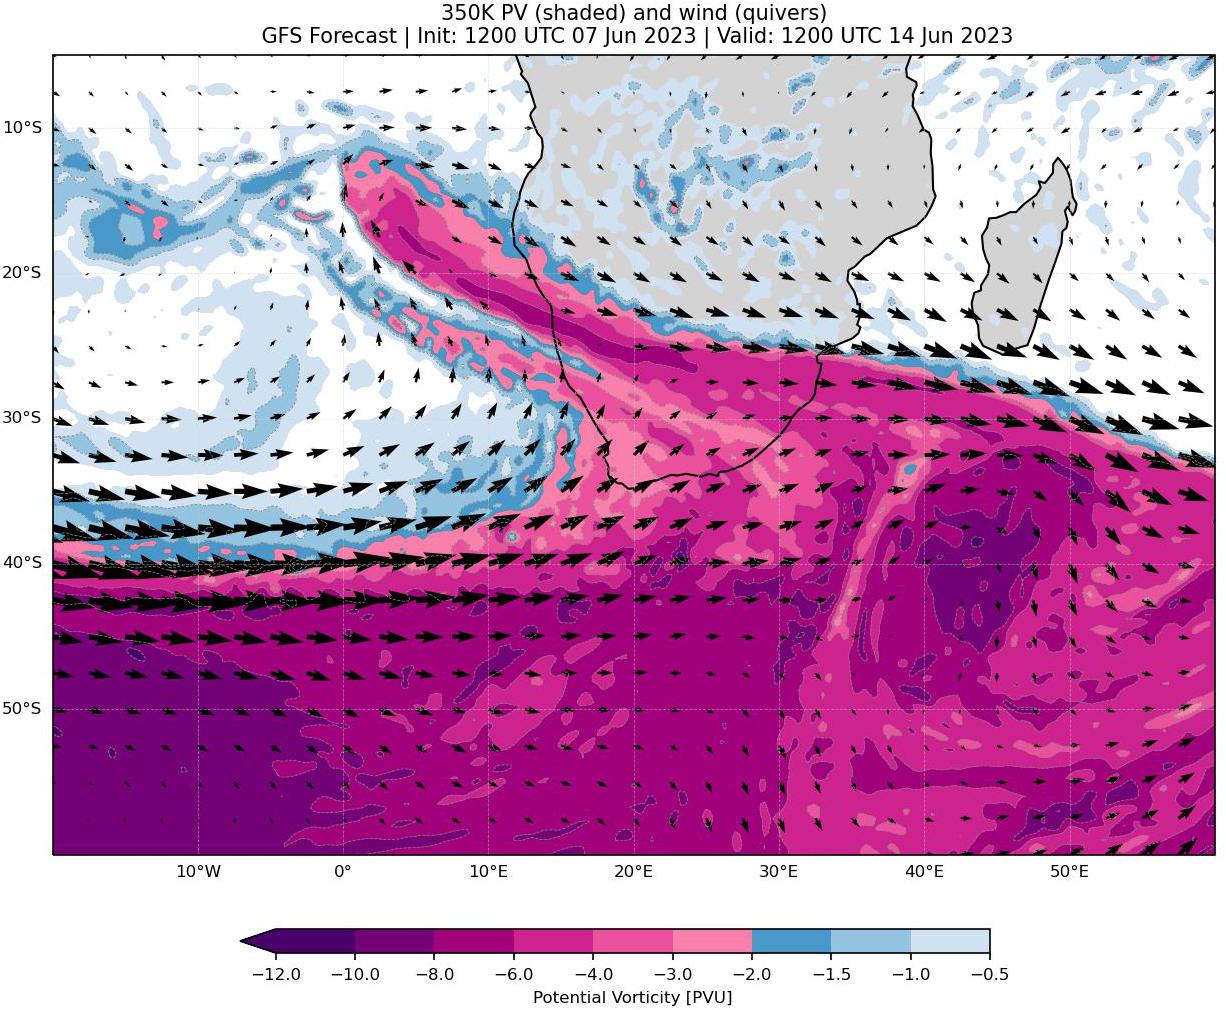 350K PV (shaded) and wind (quivers)
GFS Forecast | Init: 1200 UTC 07 Jun 2023 | Valid: 1200 UTC 14 Jun 2023
10°S
20°S
30°S
40°S
50°S
10°W 0° 10°E 20°E 30°E 40°E 50°E
−12.0 −10.0 −8.0 −6.0 −4.0 −3.0 −2.0 −1.5 −1.0 −0.5
Potential Vorticity [PVU]